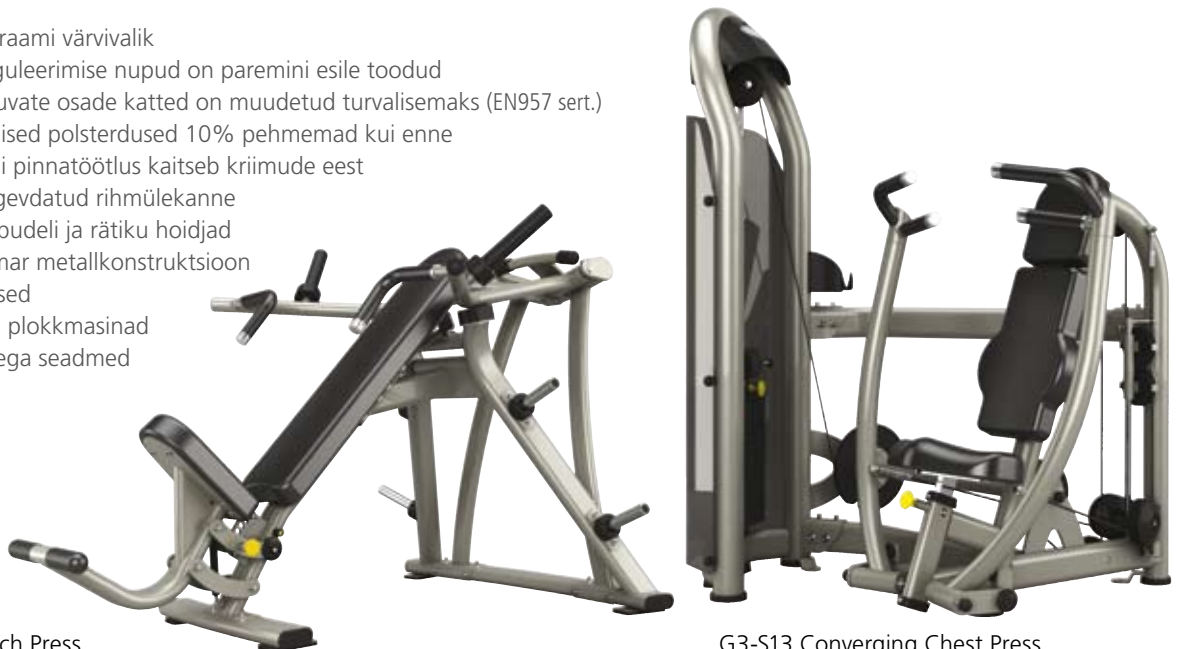 raami värvivalik
guleerimise nupud on paremini esile toodud
uvate osade katted on muudetud turvalisemaks (EN957 sert.)
ised polsterdused 10% pehmemad kui enne
i pinnatöötlus kaitseb kriimude eest
gevdatud rihmülekanne
pudeli ja rätiku hoidjad
mar metallkonstruktsioon
sed
plokkmasinad
ega seadmed
ch Press
G3-S13 Converging Chest Press